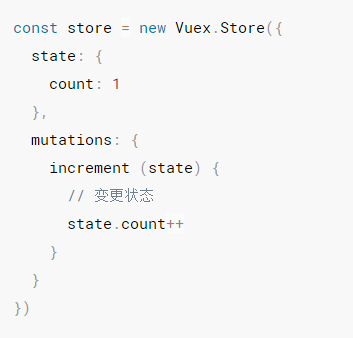 const store = new Vuex.Store({
  state: {
    count: 1
  },
  mutations: {
    increment (state) {
      // 变更状态
      state.count++
    }
  }
})